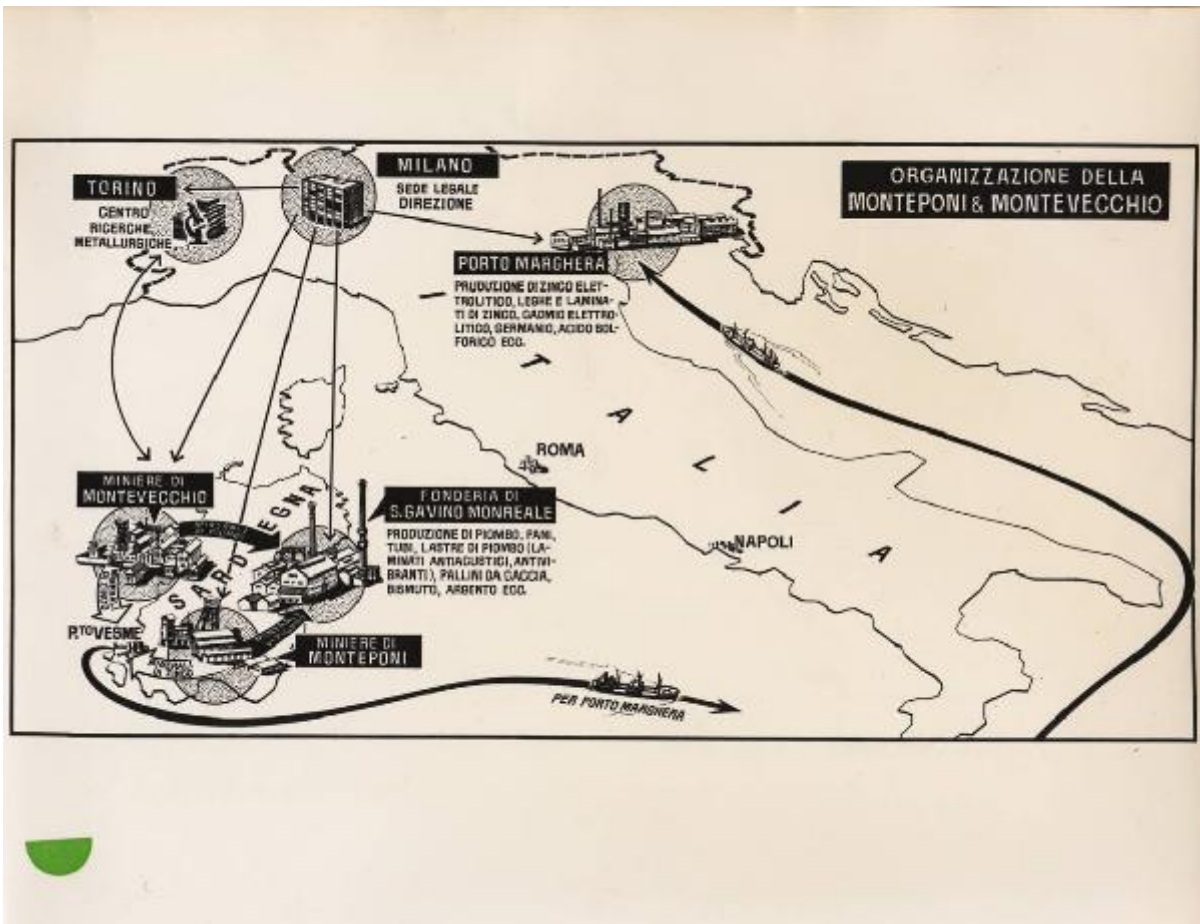 ORGANIZZAZIONE DELLA
MONTEPONI & MONTEVECCHIO
TORINO
CENTRO
RICERCHE
METALLURGICHE
MILANO
SEDE LEGALE
DIREZIONE
PORTO MARGHERA
PRODUZIONE DI ZINCO ELET-
TROLITICO, LEGHE E LAMINA-
TI DI ZINCO, CADMIO ELETTRO-
LITICO, GERMANIO, ACIDO SOL-
FORICO ECC.
ITALIA
ROMA
NAPOLI
MINIERE DI
MONTEVECCHIO
SARDEGNA
FONDERIA DI
S.GAVINO MONREALE
PRODUZIONE DI PIOMBO, PANI,
TUBI, LASTRE DI PIOMBO (LA-
MINATI ANTIACUSTICI, ANTIVI-
BRANTI), PALLINI DA CACCIA,
BISMUTO, ARGENTO ECC.
P.TO VESME
MINIERE DI
MONTEPONI
PER PORTO MARGHERA